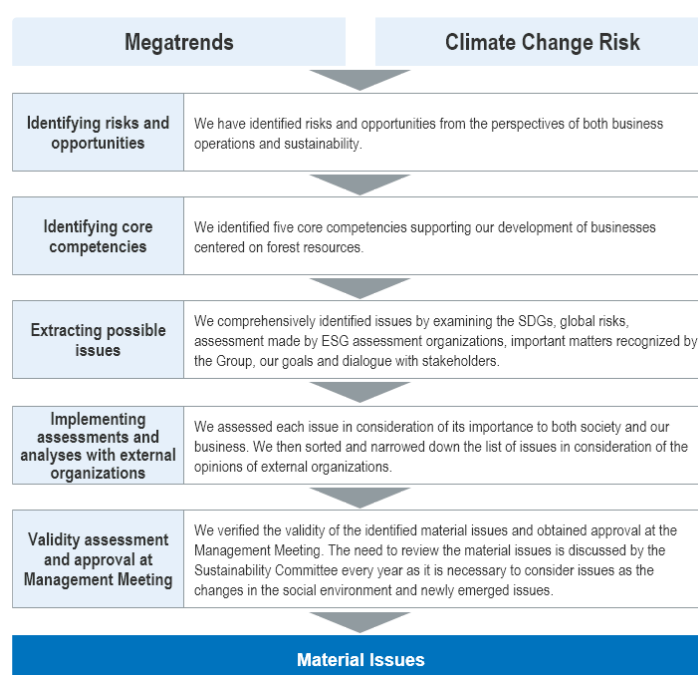 Megatrends
Climate Change Risk
Identifying risks and
opportunities
We have identified risks and opportunities from the perspectives of both business
operations and sustainability.
Identifying core
competencies
We identified five core competencies supporting our development of businesses
centered on forest resources.
Extracting possible
issues
We comprehensively identified issues by examining the SDGs, global risks,
assessment made by ESG assessment organizations, important matters recognized by
the Group, our goals and dialogue with stakeholders.
Implementing
assessments and
analyses with external
organizations
We assessed each issue in consideration of its importance to both society and our
business. We then sorted and narrowed down the list of issues in consideration of the
opinions of external organizations.
Validity assessment
and approval at
Management Meeting
We verified the validity of the identified material issues and obtained approval at the
Management Meeting. The need to review the material issues is discussed by the
Sustainability Committee every year as it is necessary to consider issues as the
changes in the social environment and newly emerged issues.
Material Issues